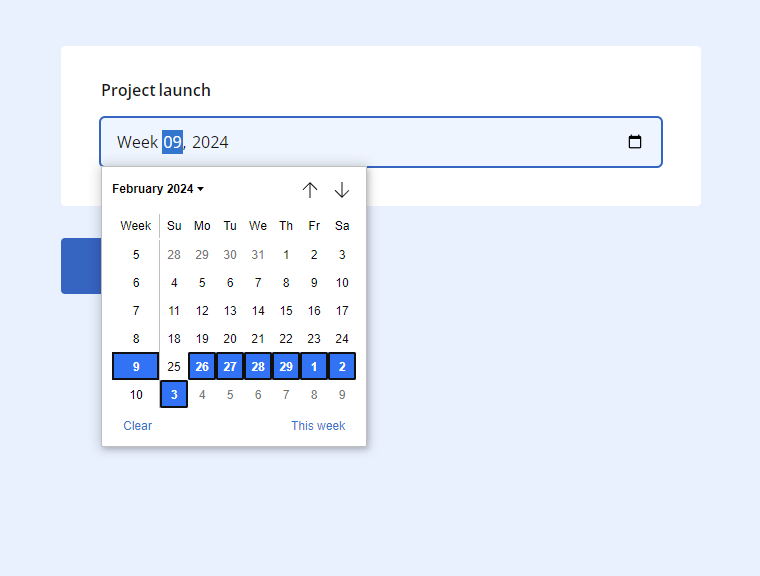 Project launch
Week 09, 2024
February 2024
Week Su Mo Tu We Th Fr Sa
5 28 29 30 31 1 2 3
6 4 5 6 7 8 9 10
7 11 12 13 14 15 16 17
8 18 19 20 21 22 23 24
9 25 26 27 28 29 1 2
10 3 4 5 6 7 8 9
Clear This week